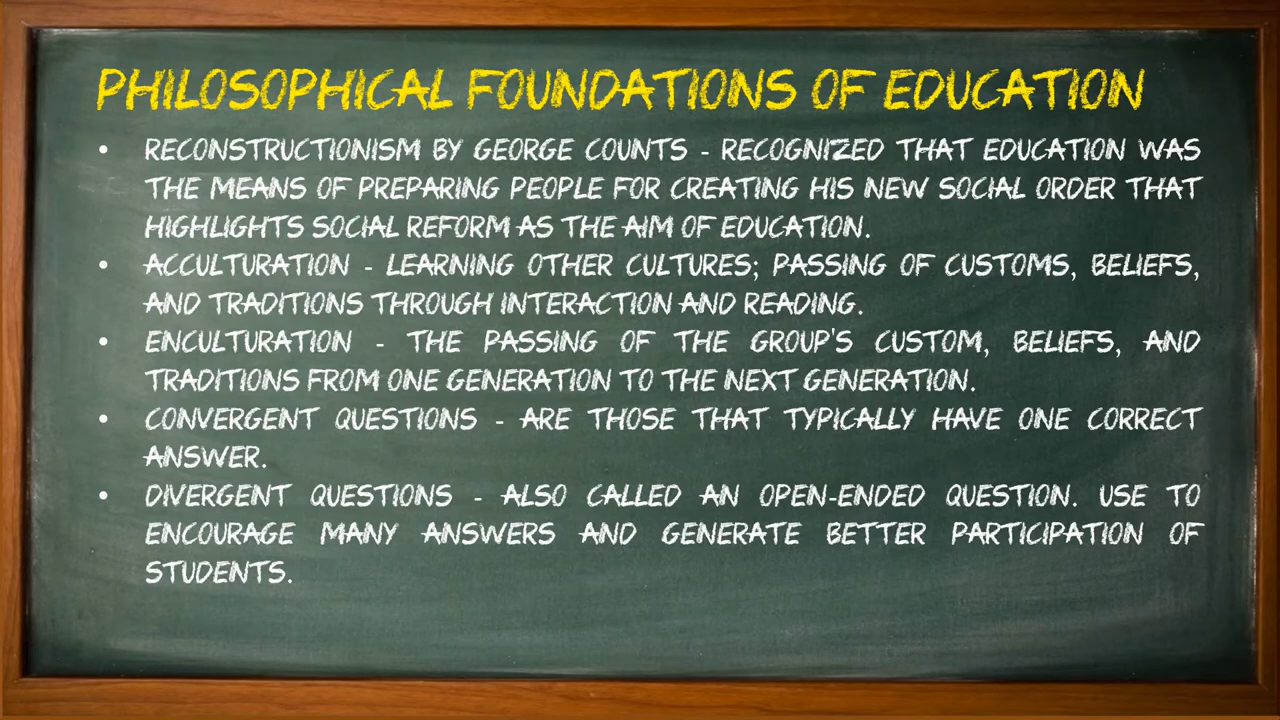 PHILOSOPHICAL FOUNDATIONS OF EDUCATION
• RECONSTRUCTIONISM BY GEORGE COUNTS - RECOGNIZED THAT EDUCATION WAS
THE MEANS OF PREPARING PEOPLE FOR CREATING HIS NEW SOCIAL ORDER THAT
HIGHLIGHTS SOCIAL REFORM AS THE AIM OF EDUCATION.
• ACCULTURATION - LEARNING OTHER CULTURES; PASSING OF CUSTOMS, BELIEFS,
AND TRADITIONS THROUGH INTERACTION AND READING.
• ENCULTURATION - THE PASSING OF THE GROUP'S CUSTOM, BELIEFS, AND
TRADITIONS FROM ONE GENERATION TO THE NEXT GENERATION.
• CONVERGENT QUESTIONS - ARE THOSE THAT TYPICALLY HAVE ONE CORRECT
ANSWER.
• DIVERGENT QUESTIONS - ALSO CALLED AN OPEN-ENDED QUESTION. USE TO
ENCOURAGE MANY ANSWERS AND GENERATE BETTER PARTICIPATION OF
STUDENTS.